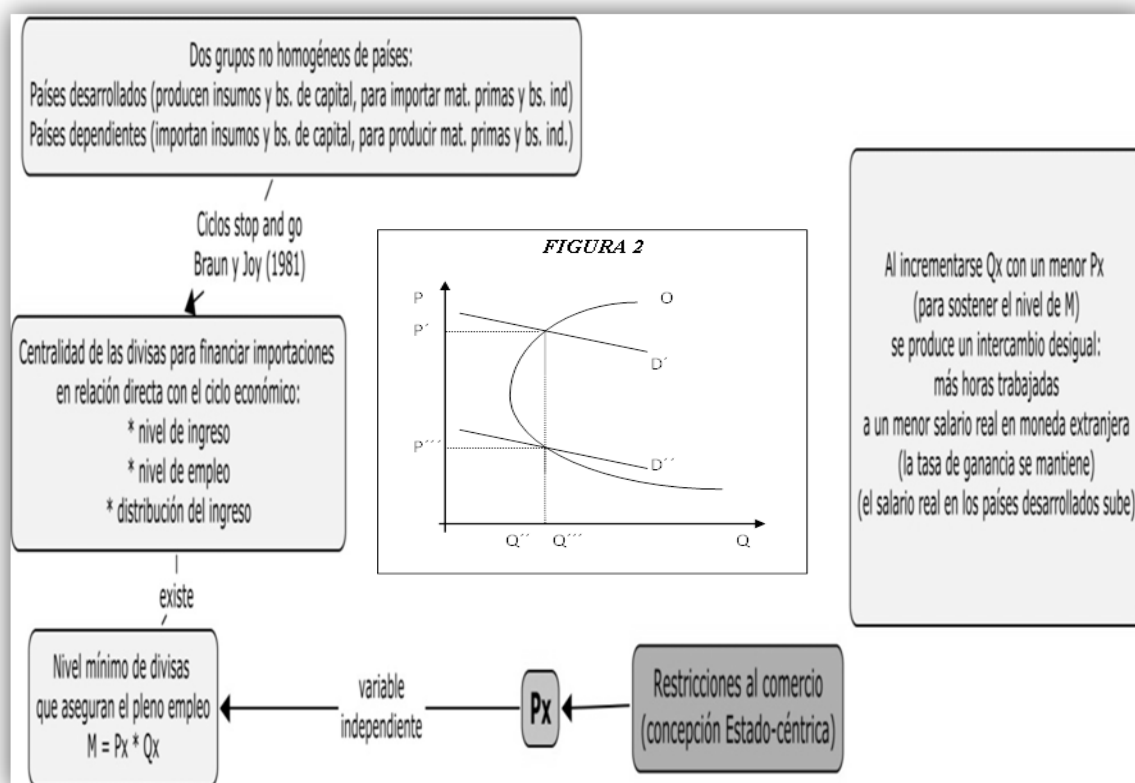 Dos grupos no homogéneos de países:
Países desarrollados (producen insumos y bs. de capital, para importar mat. primas y bs. ind)
Países dependientes (importan insumos y bs. de capital, para producir mat. primas y bs. ind.)
Ciclos stop and go
Braun y Joy (1981)
Centralidad de las divisas para financiar importaciones
en relación directa con el ciclo económico:
* nivel de ingreso
* nivel de empleo
* distribución del ingreso
existe
Nivel mínimo de divisas
que aseguran el pleno empleo
M = Px * Qx
variable
independiente
Px
Restricciones al comercio
(concepción Estado-céntrica)
FIGURA 2
P
O
P´
D´
P´´´
D´´
Q´´
Q´´´
Q
Al incrementarse Qx con un menor Px
(para sostener el nivel de M)
se produce un intercambio desigual:
más horas trabajadas
a un menor salario real en moneda extranjera
(la tasa de ganancia se mantiene)
(el salario real en los países desarrollados sube)